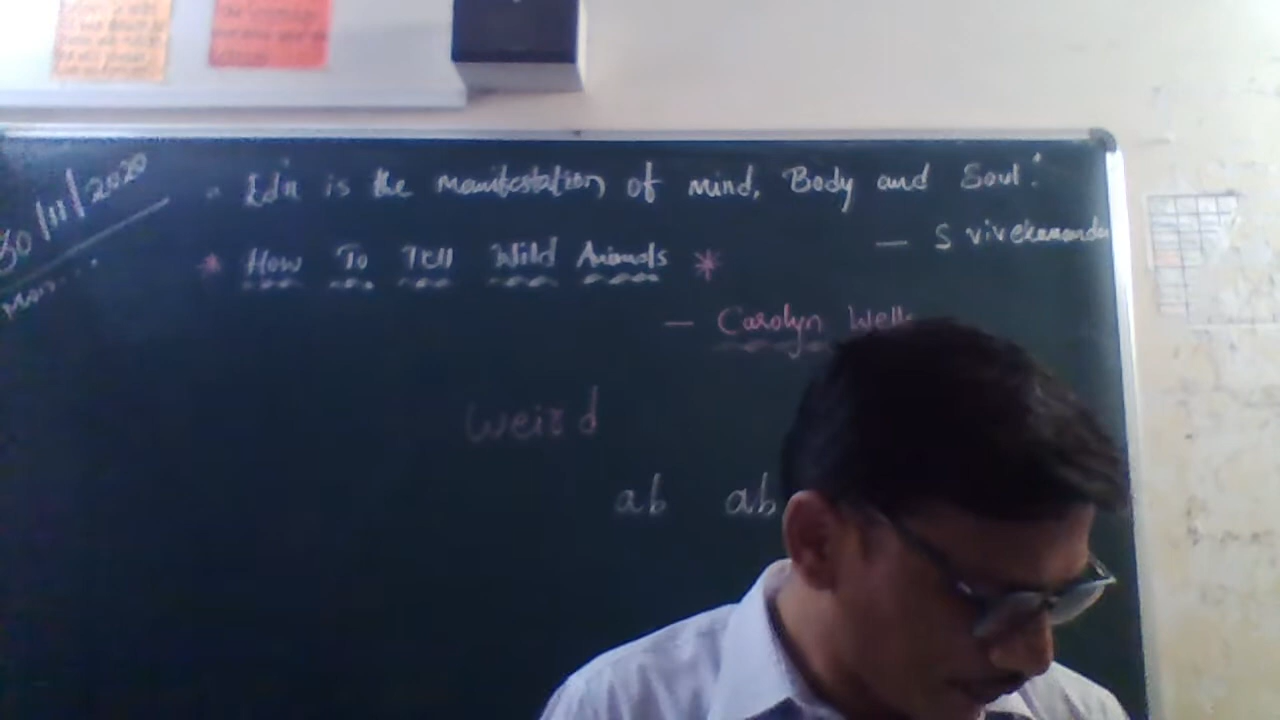 30/11/2020
Mon...
"Edn is the manifestation of mind, Body and Soul."
— S vivekananda
* How To Tell Wild Animals *
— Carolyn Wells
weird
ab ab